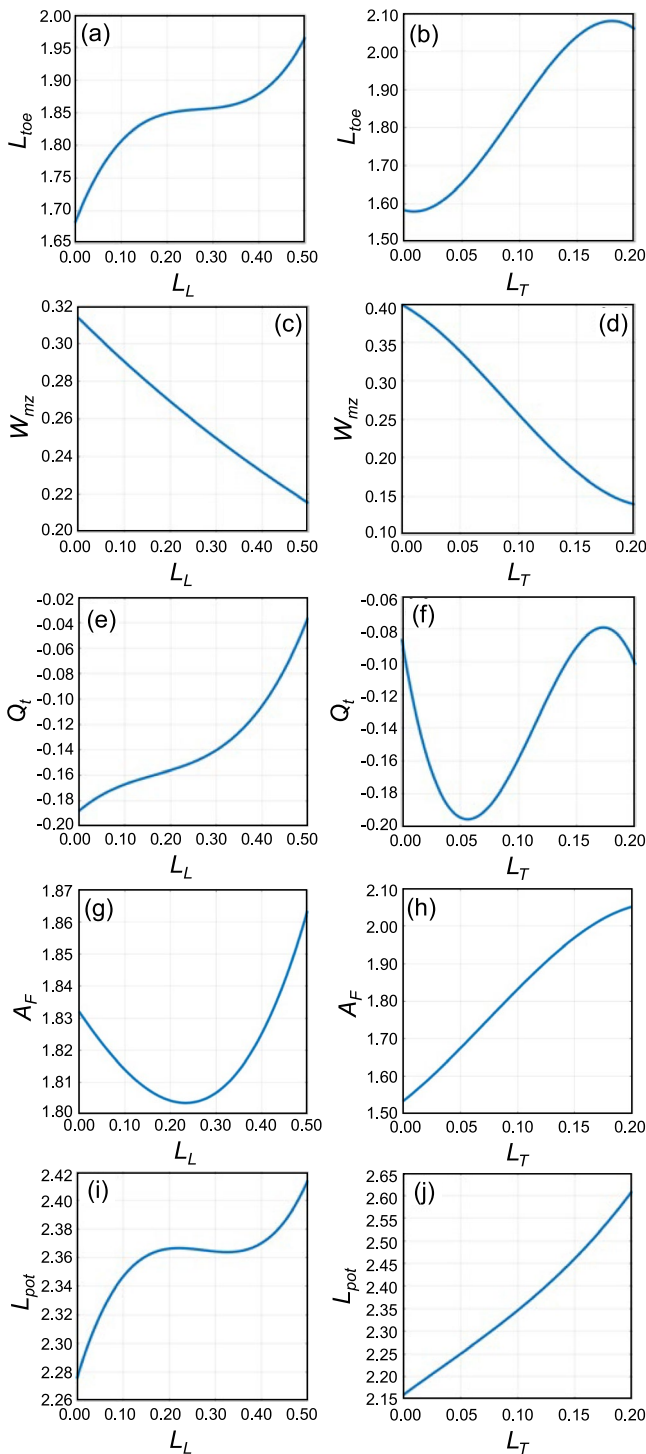 (a)
2.00
1.95
1.90
1.85
1.80
1.75
1.70
1.65
L_toe
0.00 0.10 0.20 0.30 0.40 0.50
L_L
(b)
2.10
2.00
1.90
1.80
1.70
1.60
1.50
L_toe
0.00 0.05 0.10 0.15 0.20
L_T
(c)
0.32
0.30
0.28
0.26
0.24
0.22
0.20
W_mz
0.00 0.10 0.20 0.30 0.40 0.50
L_L
(d)
0.40
0.35
0.30
0.25
0.20
0.15
0.10
W_mz
0.00 0.05 0.10 0.15 0.20
L_T
(e)
-0.02
-0.04
-0.06
-0.08
-0.10
-0.12
-0.14
-0.16
-0.18
-0.20
Q_t
0.00 0.10 0.20 0.30 0.40 0.50
L_L
(f)
-0.06
-0.08
-0.10
-0.12
-0.14
-0.16
-0.18
-0.20
Q_t
0.00 0.05 0.10 0.15 0.20
L_T
(g)
1.87
1.86
1.84
1.83
1.82
1.81
1.80
A_F
0.00 0.10 0.20 0.30 0.40 0.50
L_L
(h)
2.10
2.00
1.90
1.80
1.70
1.60
1.50
A_F
0.00 0.05 0.10 0.15 0.20
L_T
(i)
2.42
2.40
2.38
2.36
2.34
2.32
2.30
2.28
2.26
L_pot
0.00 0.10 0.20 0.30 0.40 0.50
L_L
(j)
2.65
2.60
2.55
2.50
2.45
2.40
2.35
2.30
2.25
2.20
2.15
L_pot
0.00 0.05 0.10 0.15 0.20
L_T